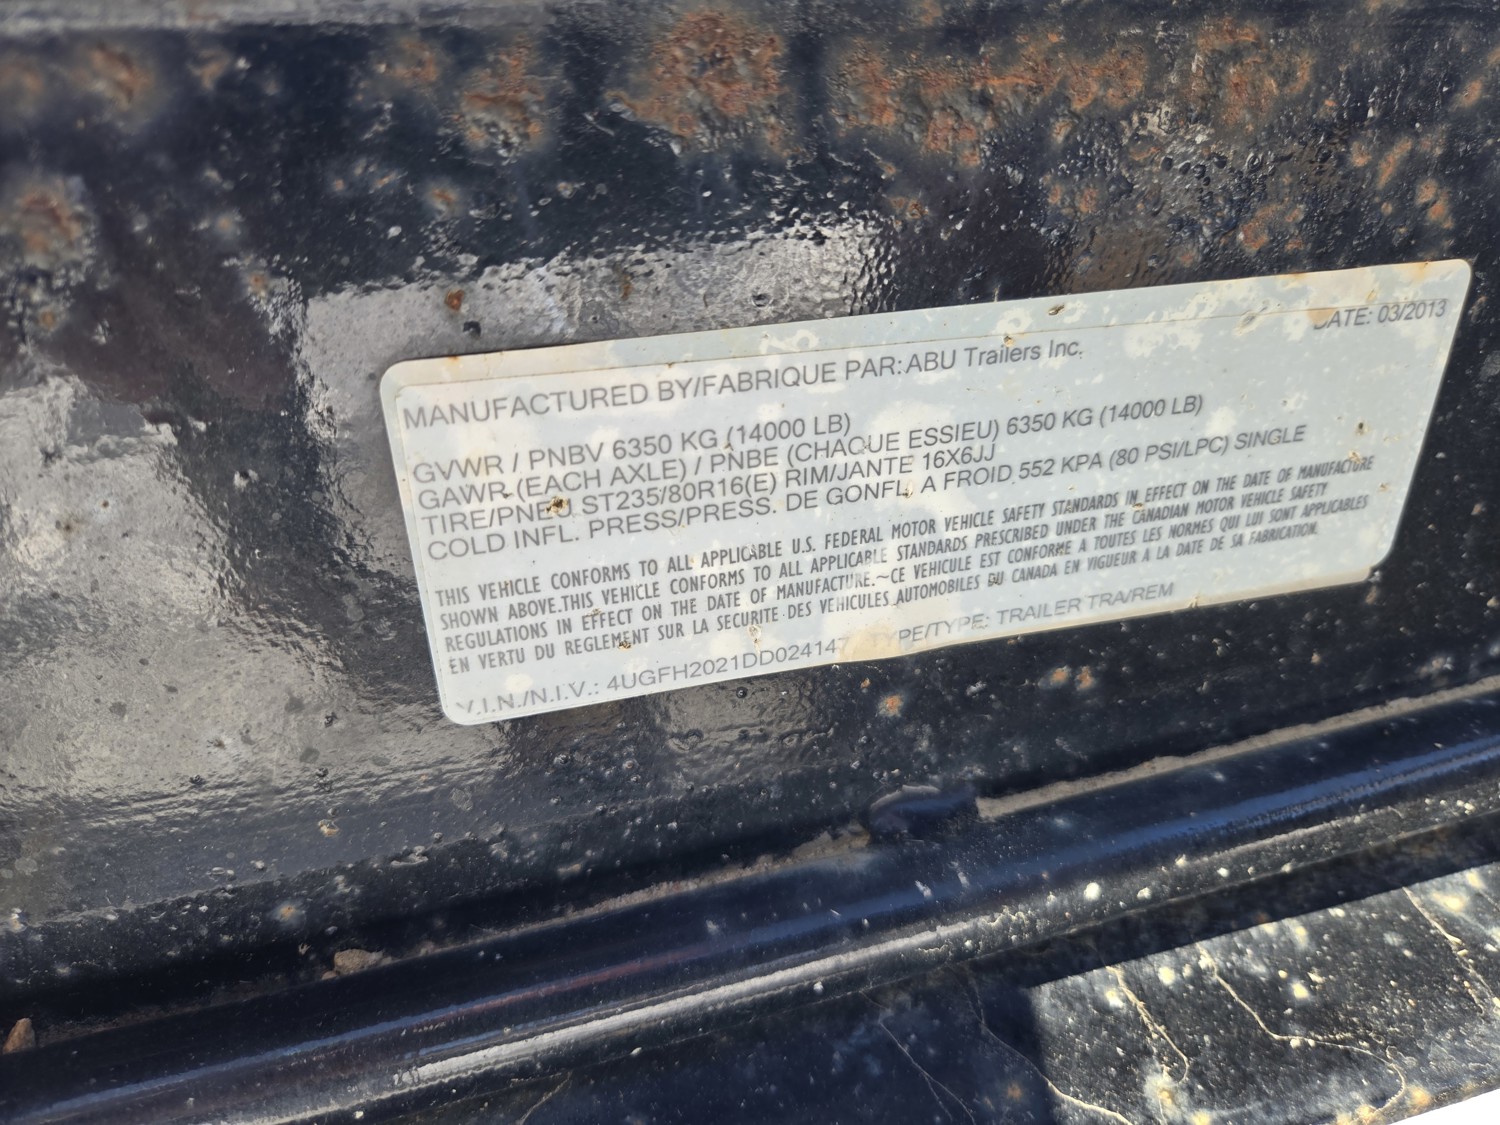 DATE: 03/2013
MANUFACTURED BY/FABRIQUE PAR: ABU Trailers Inc.
GVWR / PNBV 6350 KG (14000 LB)
GAWR (EACH AXLE) / PNBE (CHAQUE ESSIEU) 6350 KG (14000 LB)
TIRE/PNEU ST235/80R16(E) RIM/JANTE 16X6JJ
COLD INFL. PRESS/PRESS. DE GONFL. A FROID 552 KPA (80 PSI/LPC) SINGLE
THIS VEHICLE CONFORMS TO ALL APPLICABLE U.S. FEDERAL MOTOR VEHICLE SAFETY STANDARDS IN EFFECT ON THE DATE OF MANUFACTURE
SHOWN ABOVE.THIS VEHICLE CONFORMS TO ALL APPLICABLE STANDARDS PRESCRIBED UNDER THE CANADIAN MOTOR VEHICLE SAFETY
REGULATIONS IN EFFECT ON THE DATE OF MANUFACTURE.~CE VEHICULE EST CONFORME A TOUTES LES NORMES QUI LUI SONT APPLICABLES
EN VERTU DU REGLEMENT SUR LA SECURITE DES VEHICULES AUTOMOBILES DU CANADA EN VIGUEUR A LA DATE DE SA FABRICATION.
V.I.N./N.I.V.: 4UGFH2021DD024147 TYPE/TYPE: TRAILER TRA/REM